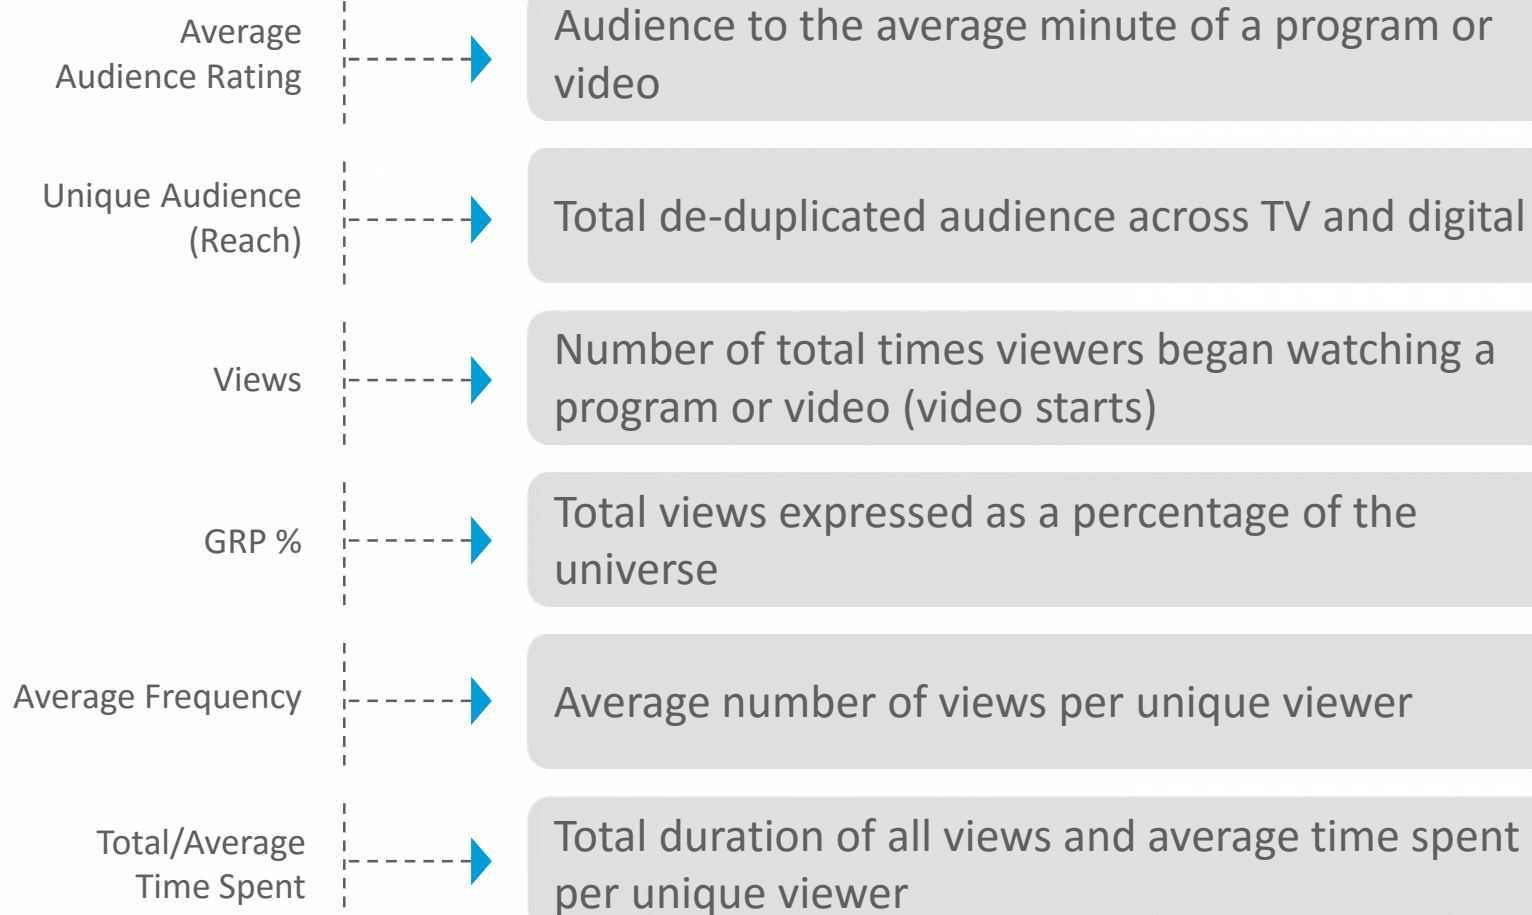 Average
Audience Rating
Audience to the average minute of a program or
video
Unique Audience
(Reach)
Total de-duplicated audience across TV and digital
Views
Number of total times viewers began watching a
program or video (video starts)
GRP %
Total views expressed as a percentage of the
universe
Average Frequency
Average number of views per unique viewer
Total/Average
Time Spent
Total duration of all views and average time spent
per unique viewer